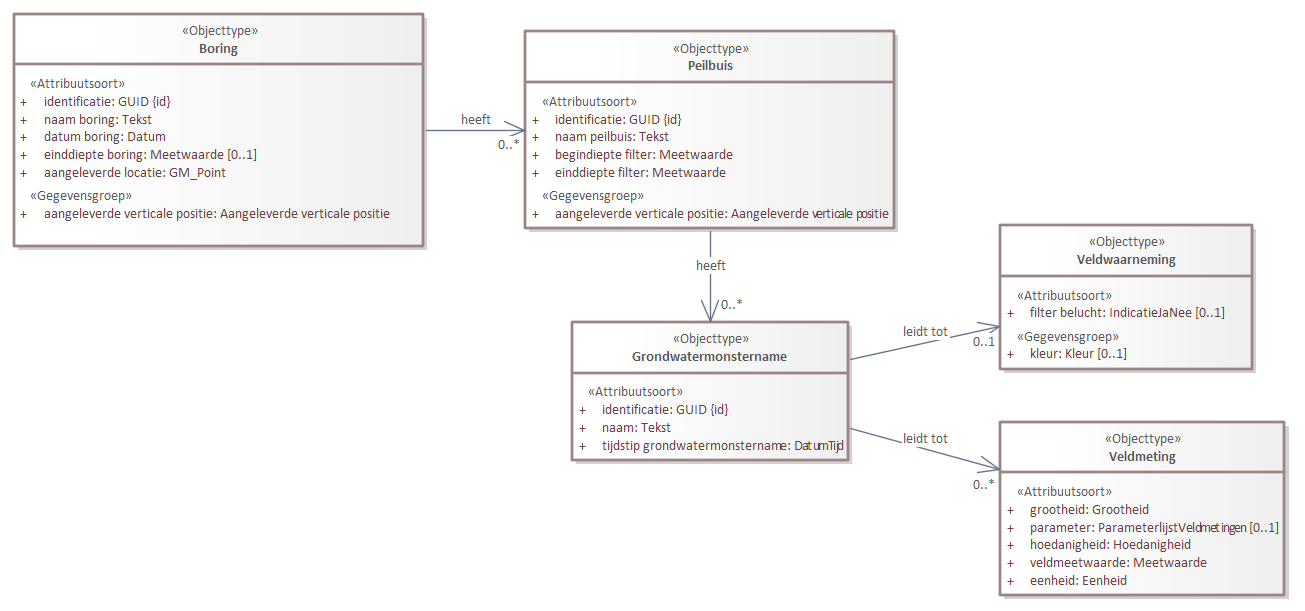 «Objecttype»
Boring
«Attribuutsoort»
+ identificatie: GUID {id}
+ naam boring: Tekst
+ datum boring: Datum
+ einddiepte boring: Meetwaarde [0..1]
+ aangeleverde locatie: GM_Point
«Gegevensgroep»
+ aangeleverde verticale positie: Aangeleverde verticale positie
heeft
0..*
«Objecttype»
Peilbuis
«Attribuutsoort»
+ identificatie: GUID {id}
+ naam peilbuis: Tekst
+ begindiepte filter: Meetwaarde
+ einddiepte filter: Meetwaarde
«Gegevensgroep»
+ aangeleverde verticale positie: Aangeleverde verticale positie
heeft
0..*
«Objecttype»
Grondwatermonstername
«Attribuutsoort»
+ identificatie: GUID {id}
+ naam: Tekst
+ tijdstip grondwatermonstername: DatumTijd
leidt tot
0..1
«Objecttype»
Veldwaarneming
«Attribuutsoort»
+ filter belucht: IndicatieJaNee [0..1]
«Gegevensgroep»
+ kleur: Kleur [0..1]
leidt tot
0..*
«Objecttype»
Veldmeting
«Attribuutsoort»
+ grootheid: Grootheid
+ parameter: ParameterlijstVeldmetingen [0..1]
+ hoedanigheid: Hoedanigheid
+ veldmeetwaarde: Meetwaarde
+ eenheid: Eenheid